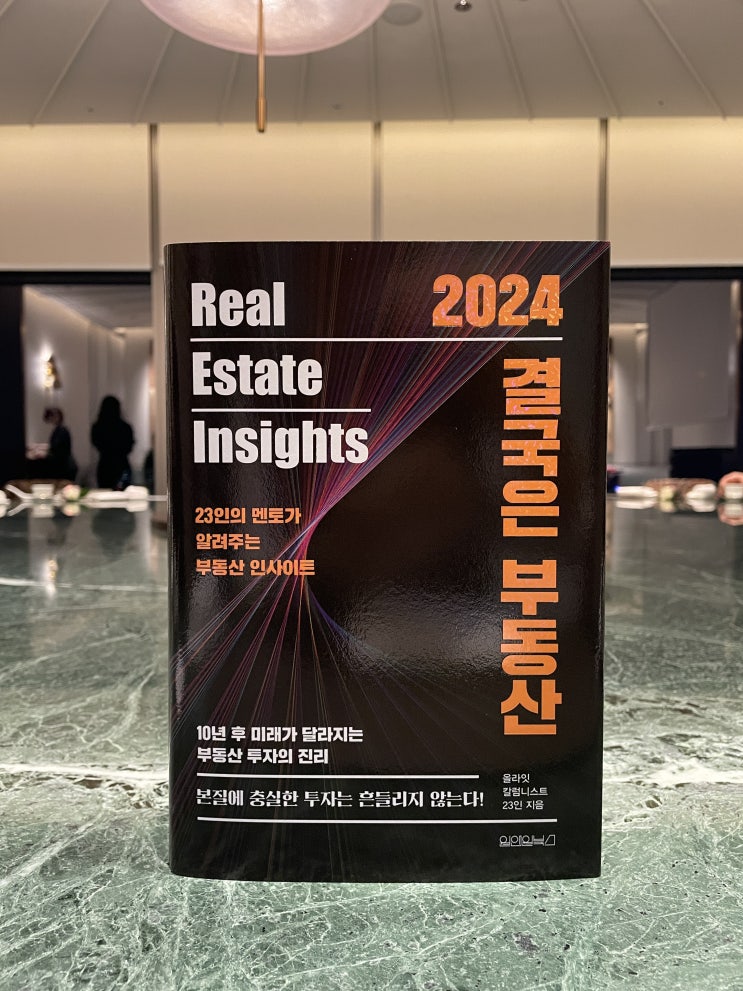 Real
Estate
Insights
2024
결국은 부동산
23인의 멘토가
알려주는
부동산 인사이트
10년 후 미래가 달라지는
부동산 투자의 진리
본질에 충실한 투자는 흔들리지 않는다!
올라잇
칼럼니스트
23인 지음